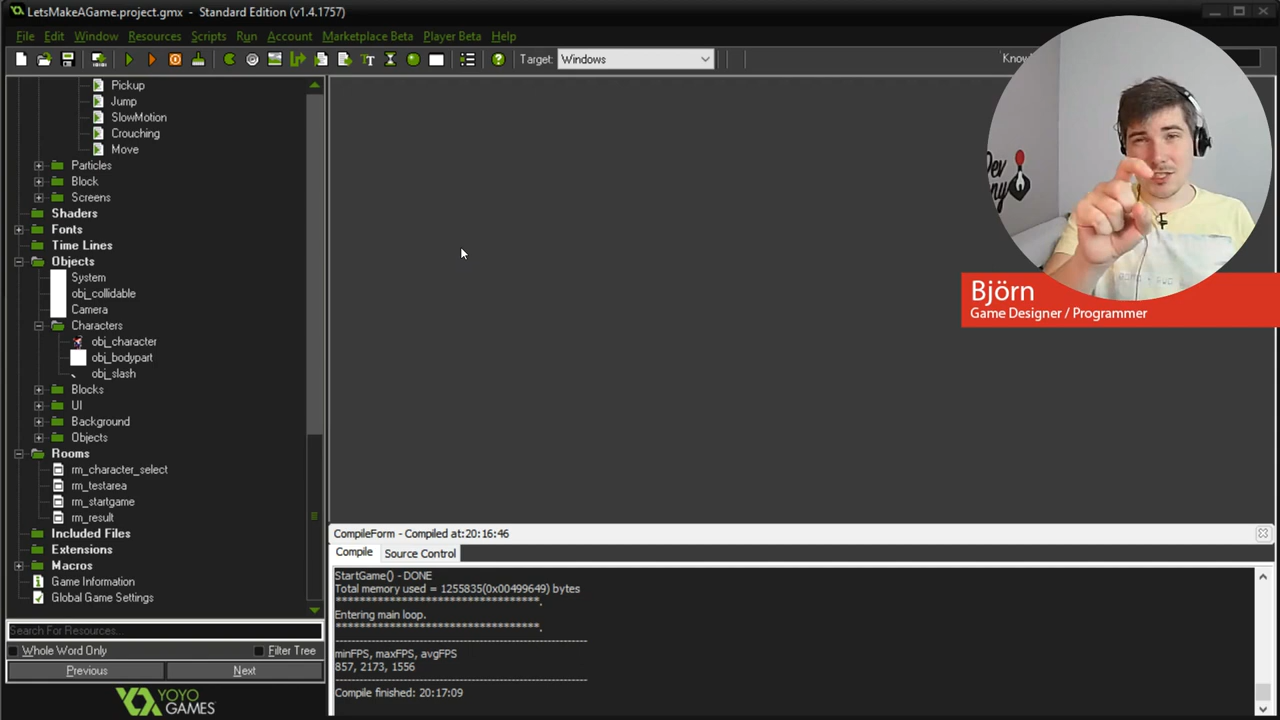 LetsMakeAGame.project.gmx - Standard Edition (v1.4.1757)
File Edit Window Resources Scripts Run Account Marketplace Beta Player Beta Help
Target: Windows
Pickup
Jump
SlowMotion
Crouching
Move
Particles
Block
Screens
Shaders
Fonts
Time Lines
Objects
System
obj_collidable
Camera
Characters
obj_character
obj_bodypart
obj_slash
Blocks
UI
Background
Objects
Rooms
rm_character_select
rm_testarea
rm_startgame
rm_result
Included Files
Extensions
Macros
Game Information
Global Game Settings
Search For Resources...
Whole Word Only Filter Tree
Previous Next
YOYO
GAMES
Björn
Game Designer / Programmer
CompileForm - Compiled at:20:16:46
Compile Source Control
StartGame() - DONE
Total memory used = 1255835(0x00499649) bytes
**********************************.
Entering main loop.
**********************************.
minFPS, maxFPS, avgFPS
857, 2173, 1556
Compile finished: 20:17:09